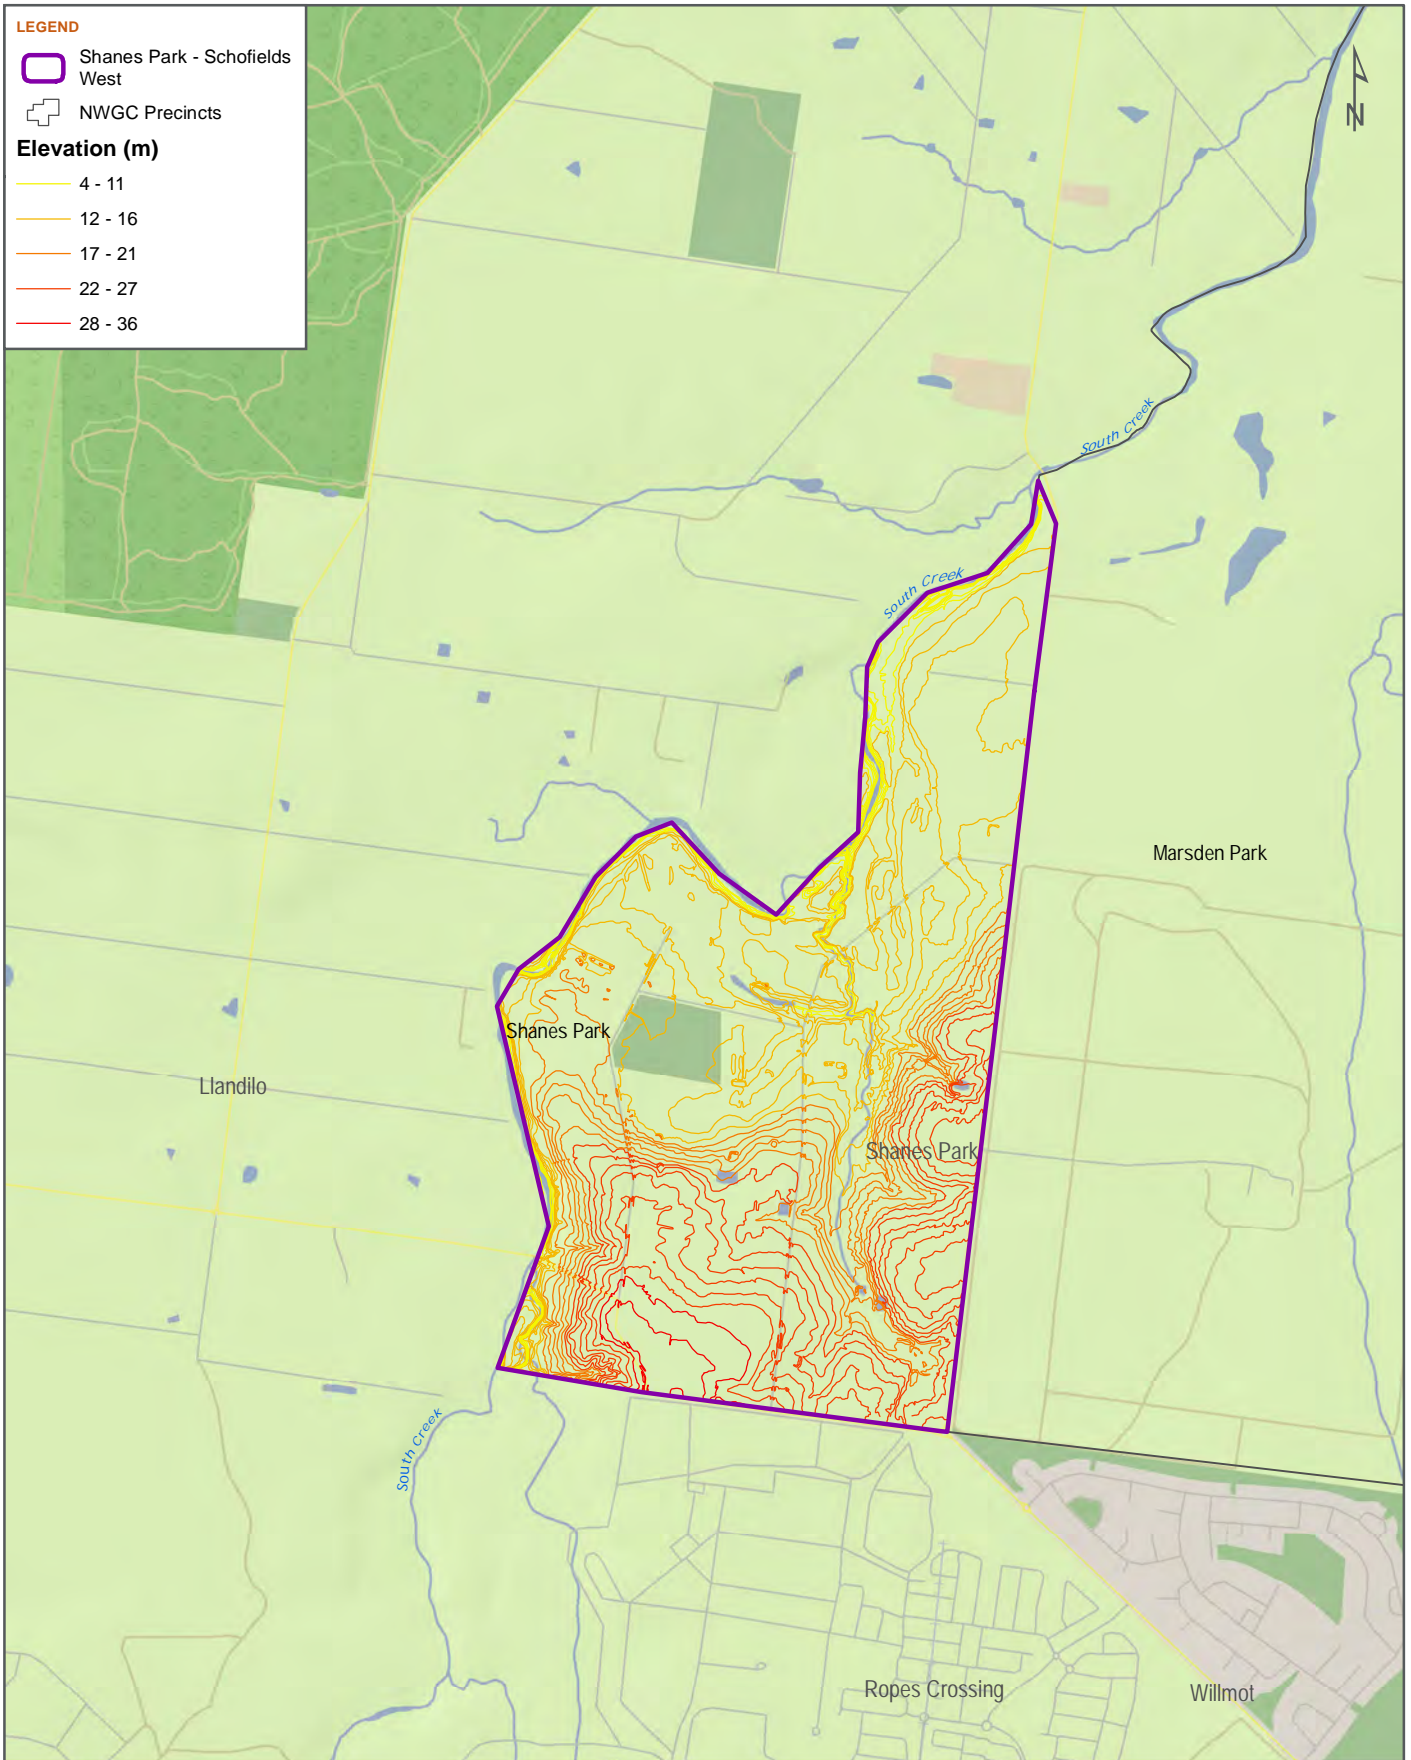 LEGEND
Shanes Park - Schofields
West
NWGC Precincts
Elevation (m)
4 - 11
12 - 16
17 - 21
22 - 27
28 - 36
N
South Creek
South Creek
Marsden Park
Shanes Park
Llandilo
Shanes Park
South Creek
Ropes Crossing
Willmot